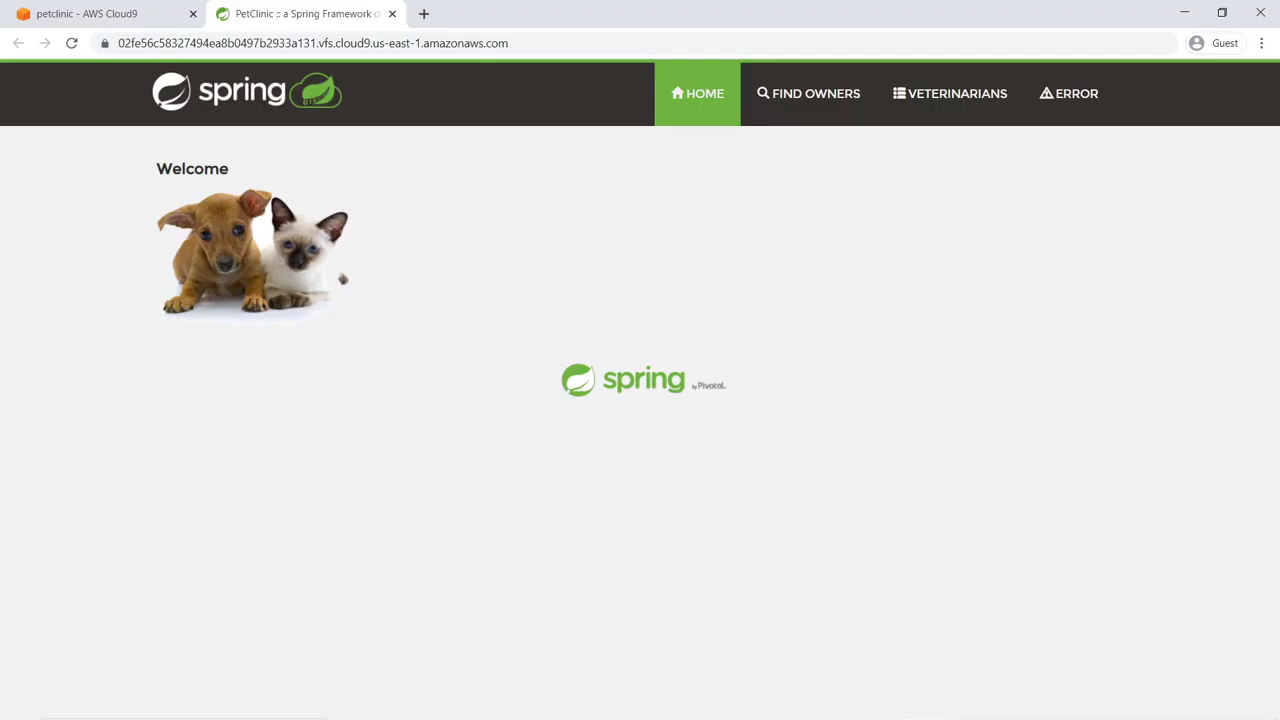 petclinic - AWS Cloud9
PetClinic :: a Spring Framework d
02fe56c58327494ea8b0497b2933a131.vfs.cloud9.us-east-1.amazonaws.com
Guest
spring
HOME
FIND OWNERS
VETERINARIANS
ERROR
Welcome
spring by Pivotal.